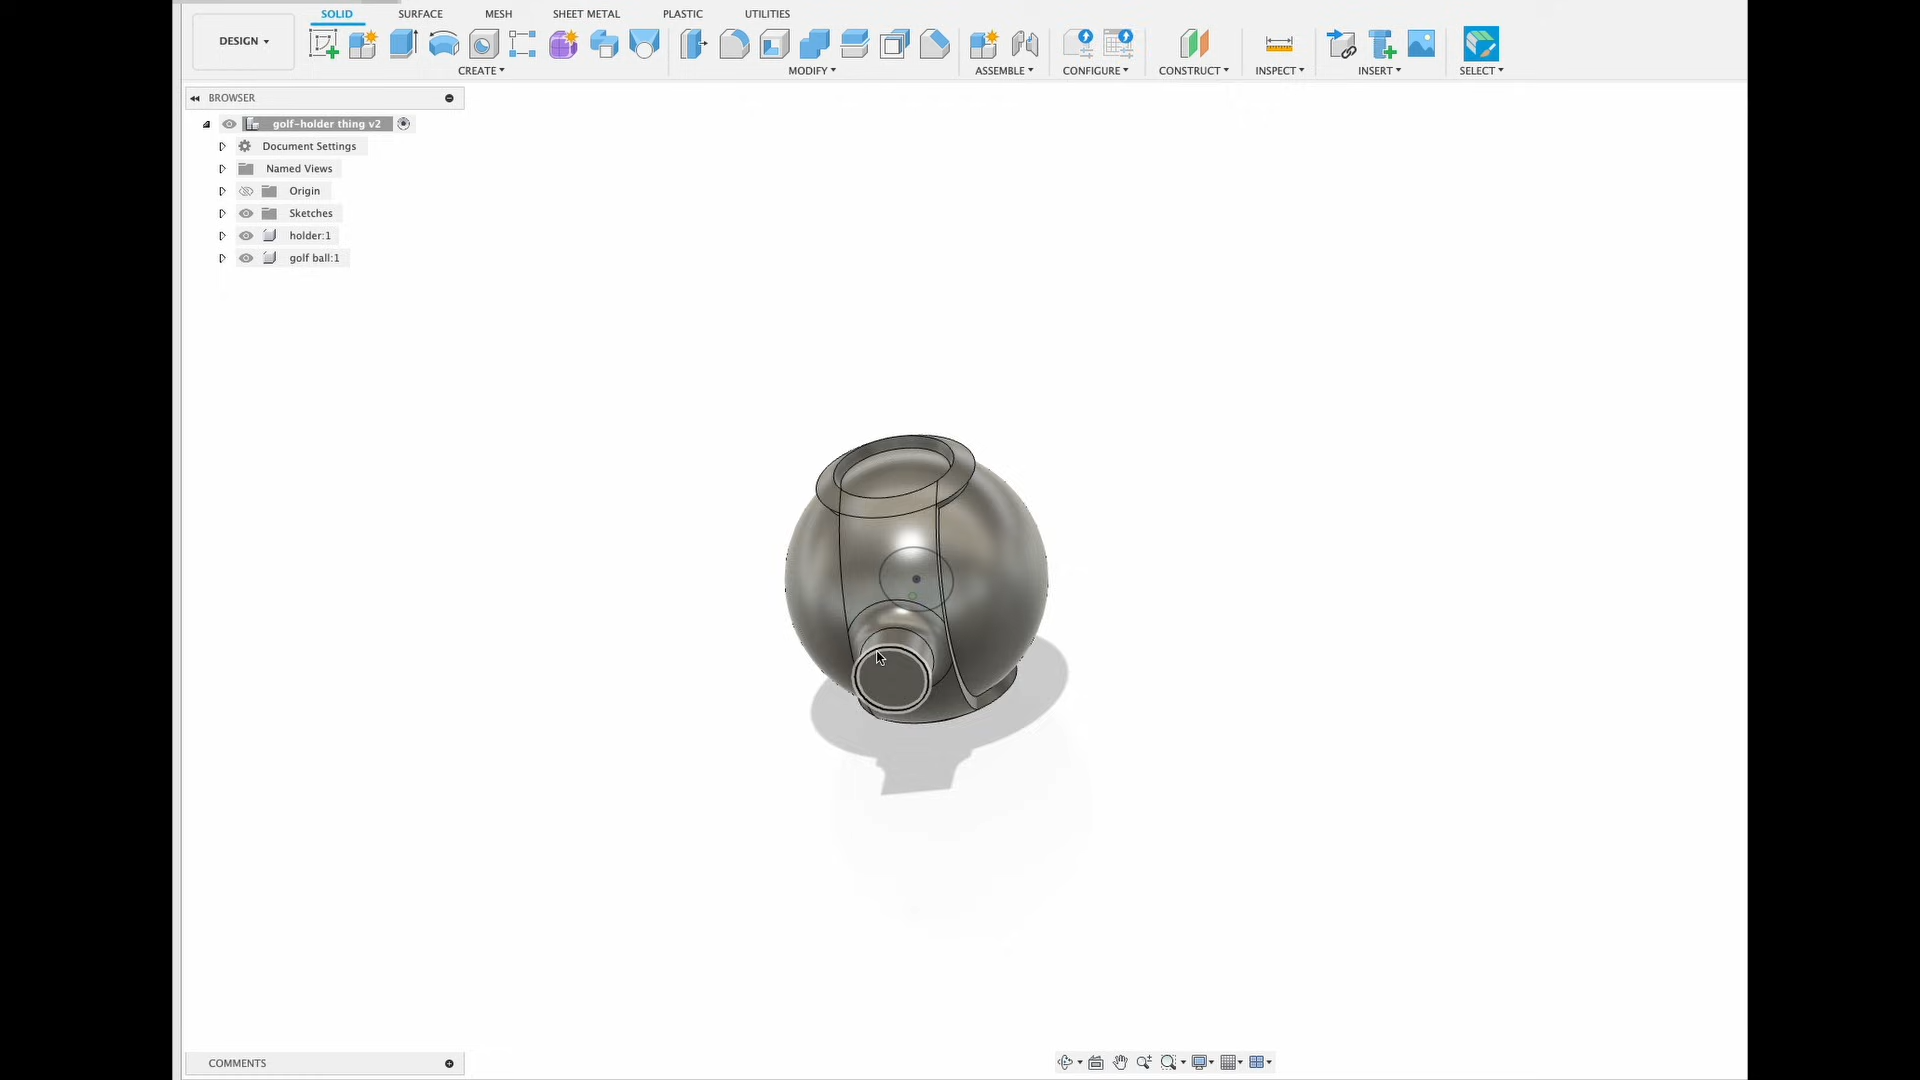 SOLID SURFACE MESH SHEET METAL PLASTIC UTILITIES
DESIGN
CREATE MODIFY ASSEMBLE CONFIGURE CONSTRUCT INSPECT INSERT SELECT
BROWSER
golf-holder thing v2
Document Settings
Named Views
Origin
Sketches
holder:1
golf ball:1
COMMENTS